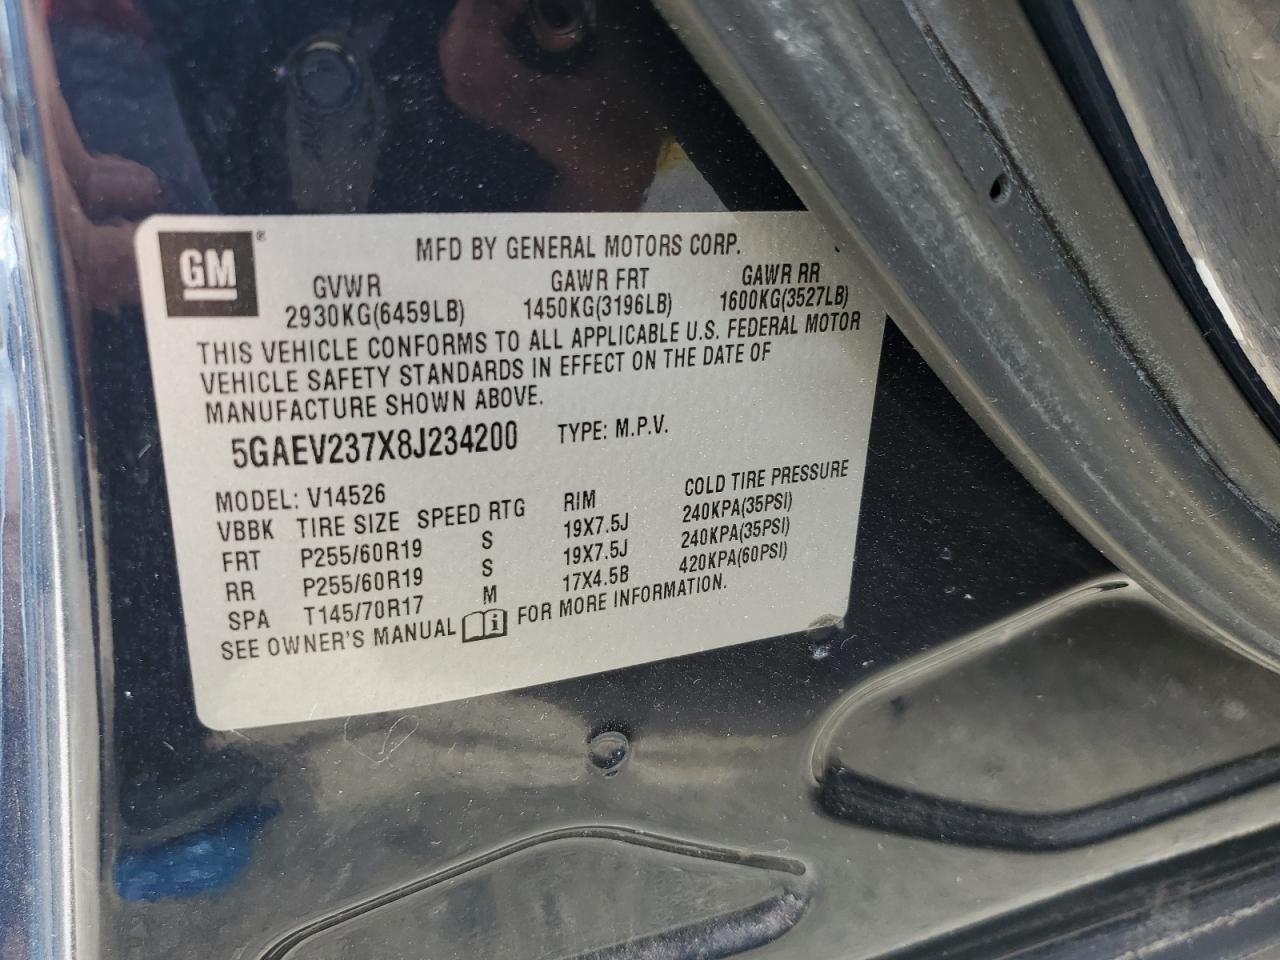 GM ®
MFD BY GENERAL MOTORS CORP.
GVWR GAWR FRT GAWR RR
2930KG(6459LB) 1450KG(3196LB) 1600KG(3527LB)
THIS VEHICLE CONFORMS TO ALL APPLICABLE U.S. FEDERAL MOTOR
VEHICLE SAFETY STANDARDS IN EFFECT ON THE DATE OF
MANUFACTURE SHOWN ABOVE.
5GAEV237X8J234200 TYPE: M.P.V.
MODEL: V14526
VBBK TIRE SIZE SPEED RTG RIM COLD TIRE PRESSURE
FRT P255/60R19 S 19X7.5J 240KPA(35PSI)
RR P255/60R19 S 19X7.5J 240KPA(35PSI)
SPA T145/70R17 M 17X4.5B 420KPA(60PSI)
SEE OWNER'S MANUAL i FOR MORE INFORMATION.